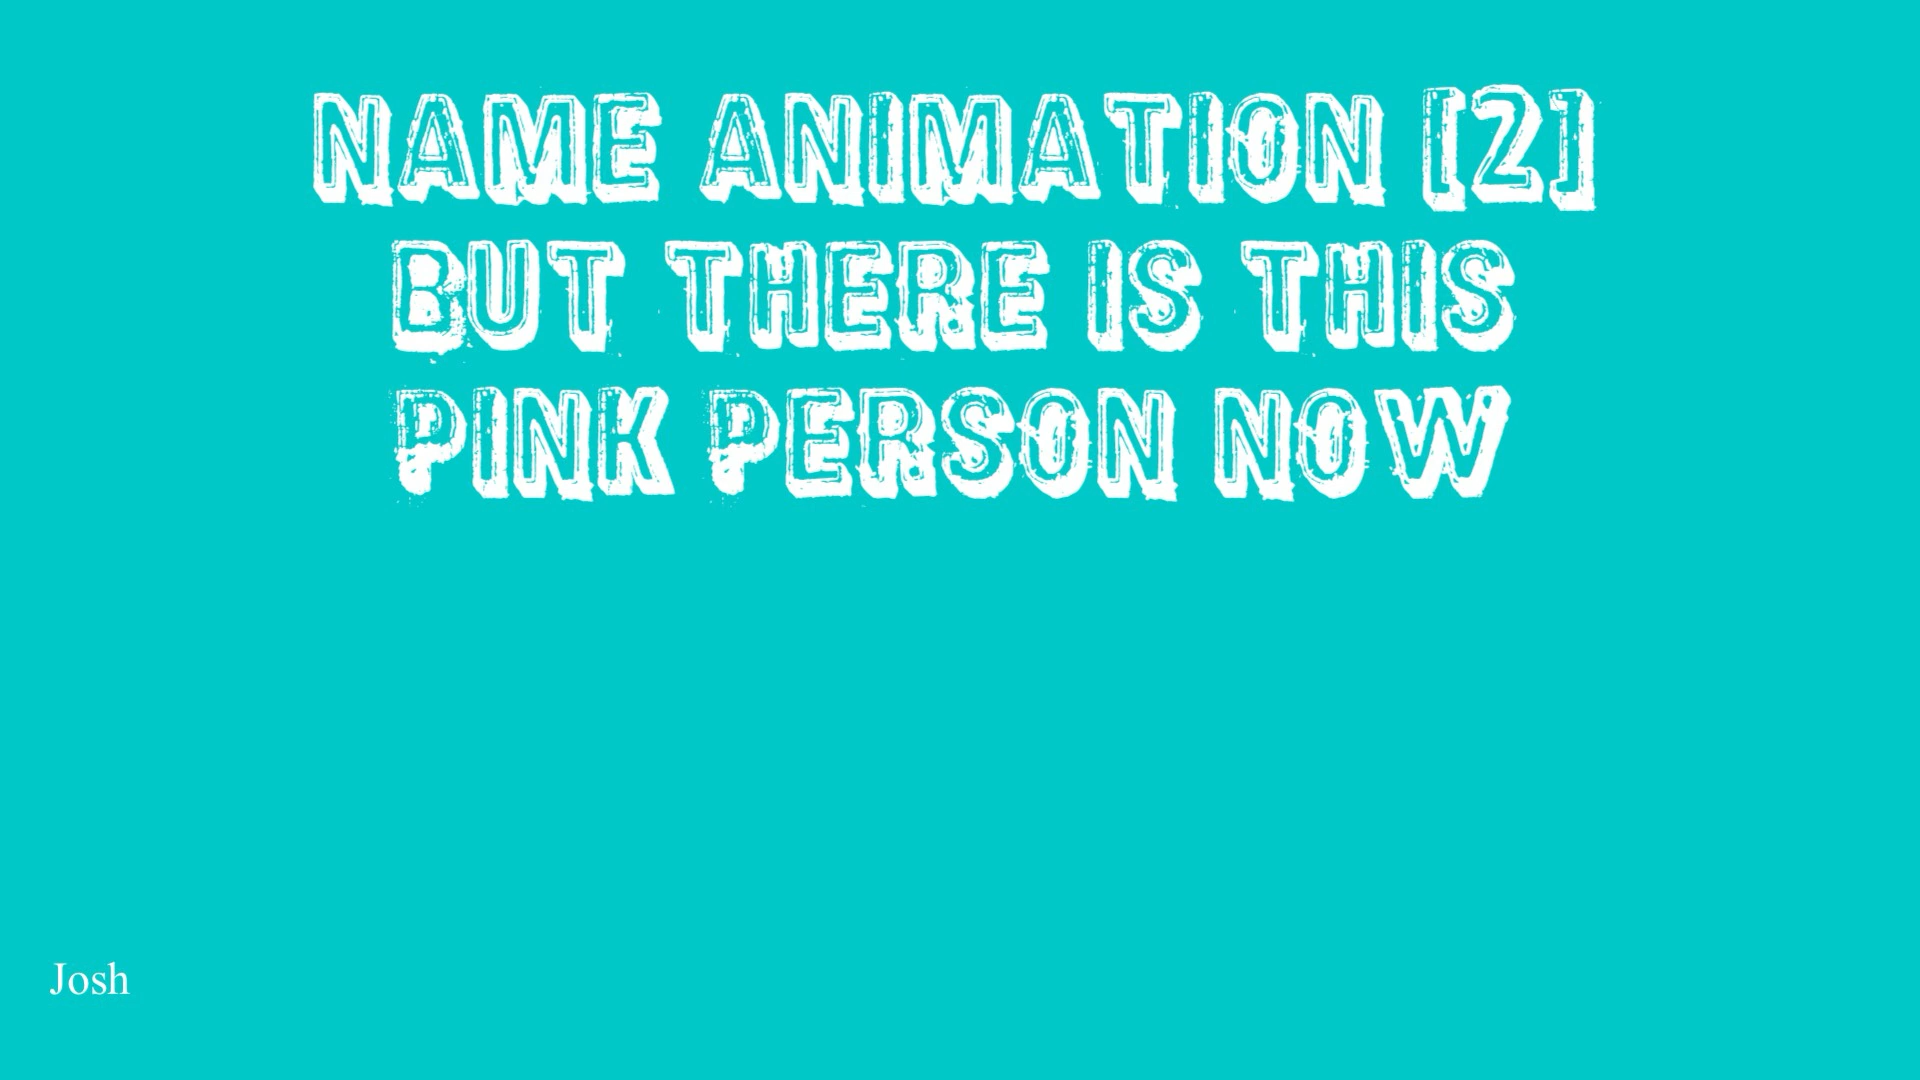 NAME ANIMATION [2]
BUT THERE IS THIS
PINK PERSON NOW
Josh